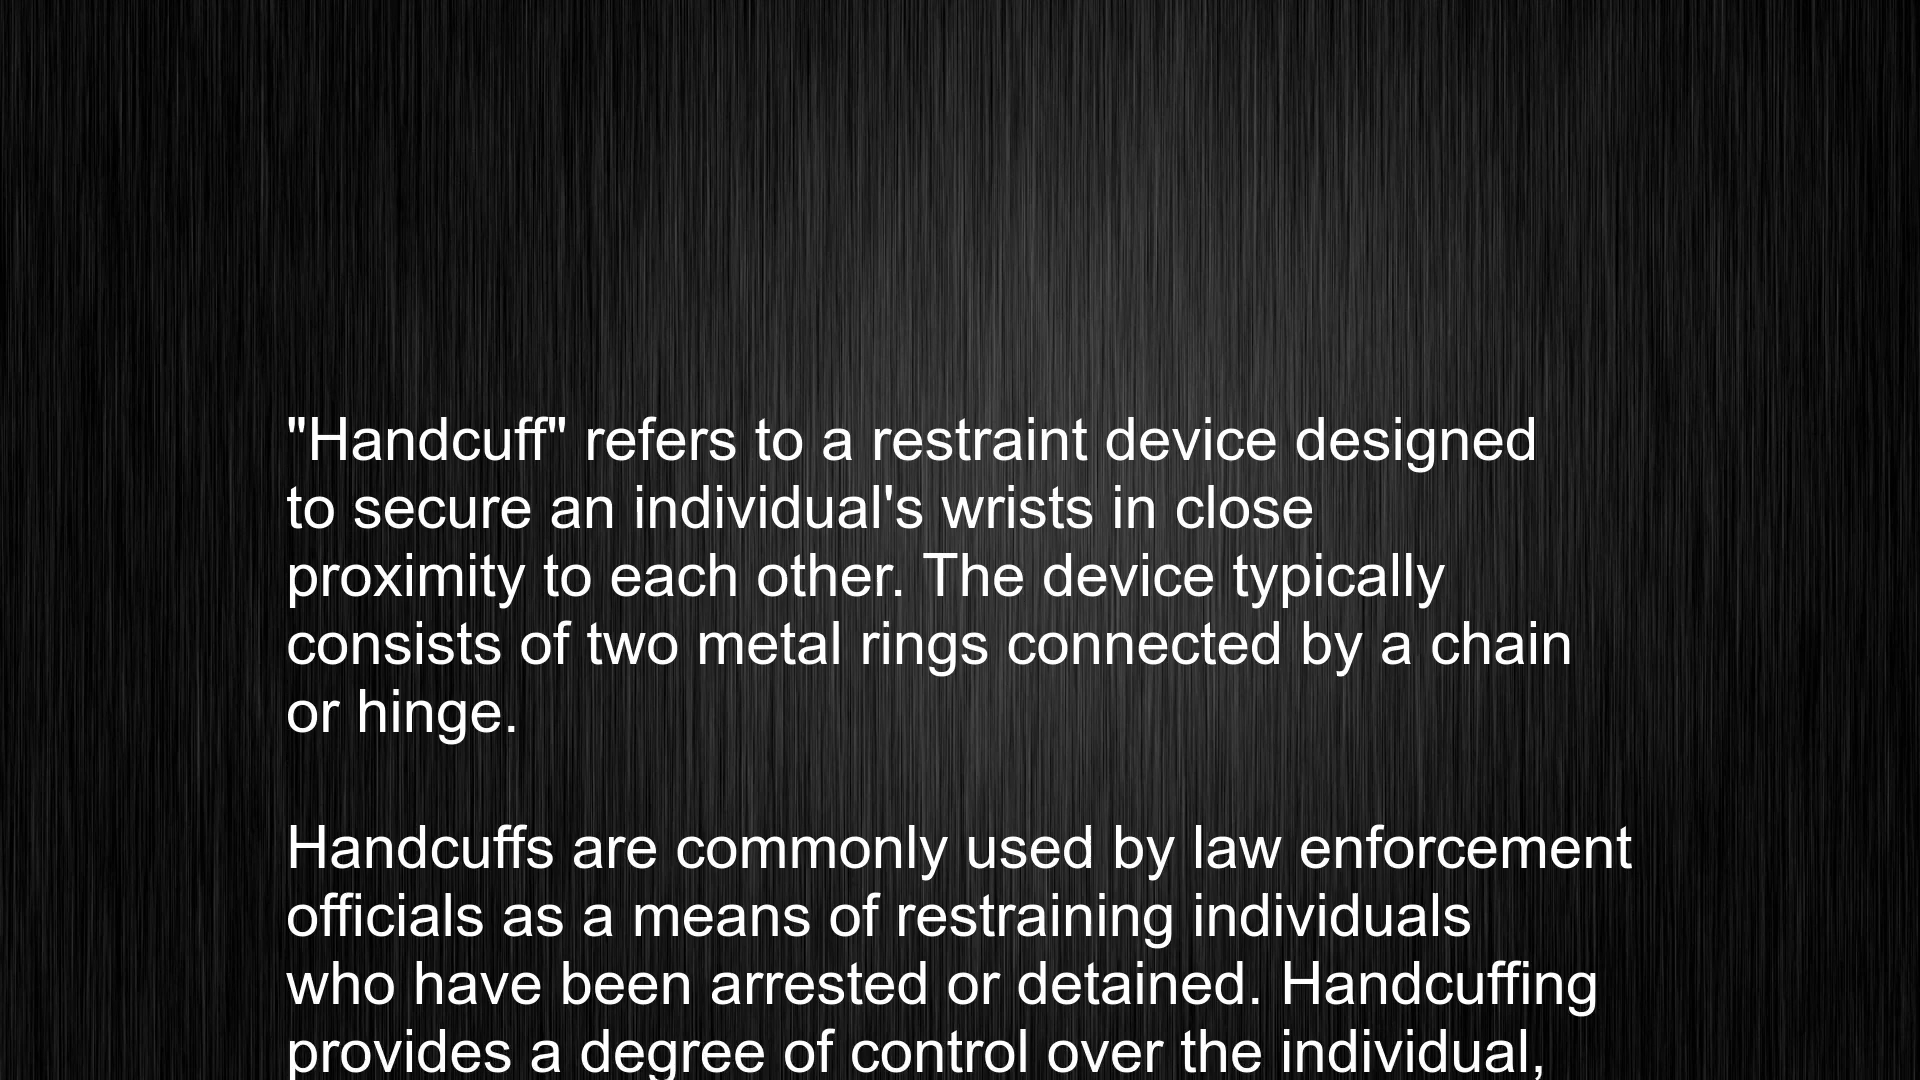 "Handcuff" refers to a restraint device designed
to secure an individual's wrists in close
proximity to each other. The device typically
consists of two metal rings connected by a chain
or hinge.
Handcuffs are commonly used by law enforcement
officials as a means of restraining individuals
who have been arrested or detained. Handcuffing
provides a degree of control over the individual,